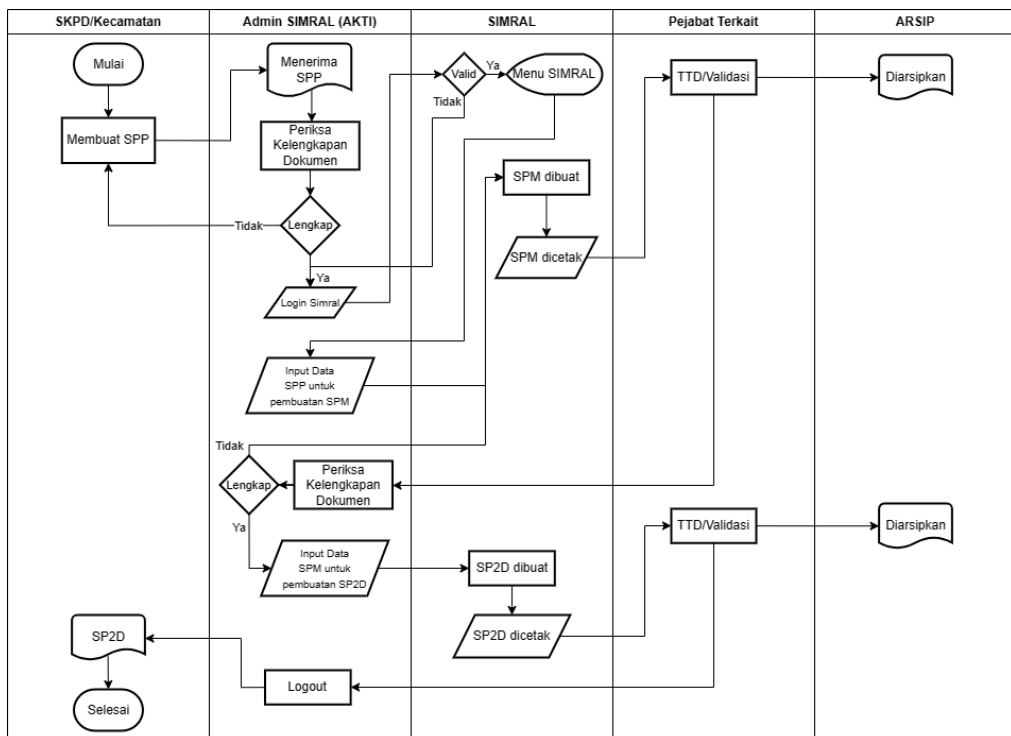 SKPD/Kecamatan
Admin SIMRAL (AKTI)
SIMRAL
Pejabat Terkait
ARSIP
Mulai
Menerima
SPP
Valid
Ya
Menu SIMRAL
TTD/Validasi
Diarsipkan
Tidak
Membuat SPP
Periksa
Kelengkapan
Dokumen
SPM dibuat
Tidak
Lengkap
SPM dicetak
Ya
Login Simral
Input Data
SPP untuk
pembuatan SPM
Tidak
Lengkap
Periksa
Kelengkapan
Dokumen
Ya
TTD/Validasi
Diarsipkan
Input Data
SPM untuk
pembuatan SP2D
SP2D dibuat
SP2D
SP2D dicetak
Logout
Selesai